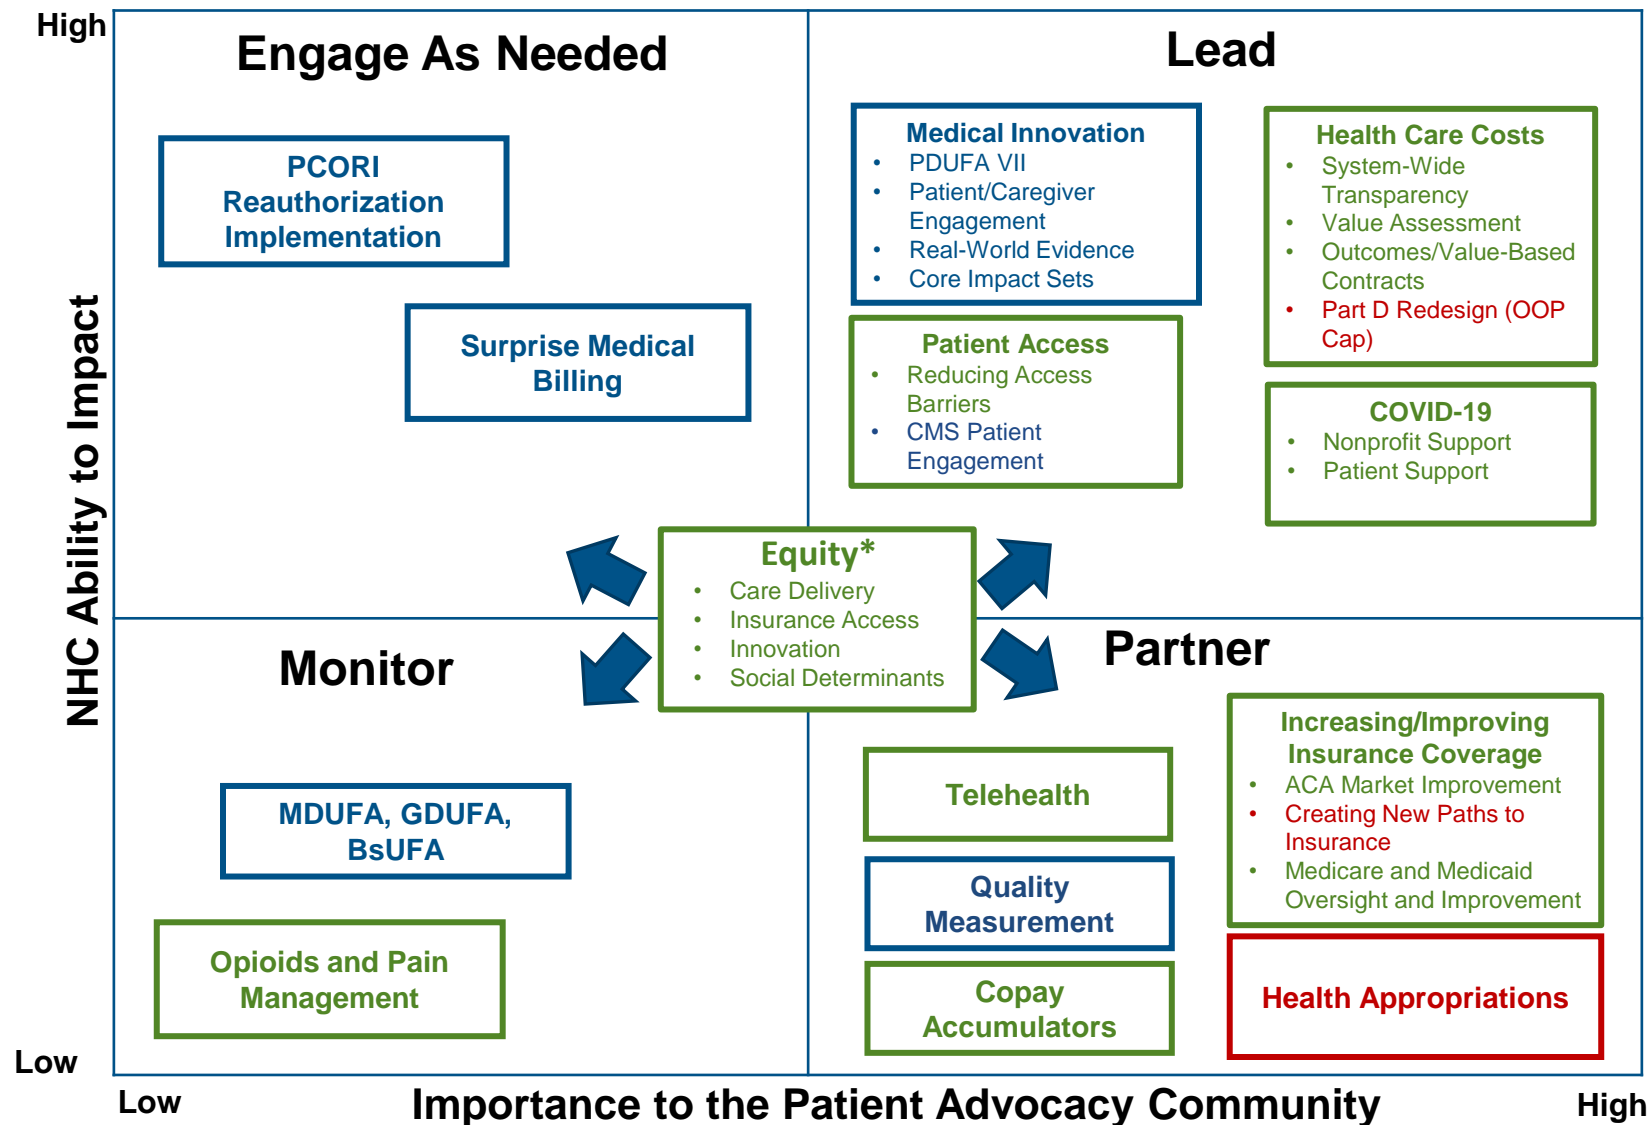 High
Engage As Needed
PCORI
Reauthorization
Implementation
Surprise Medical
Billing
Lead
Medical Innovation
• PDUFA VII
• Patient/Caregiver
Engagement
• Real-World Evidence
• Core Impact Sets
Health Care Costs
• System-Wide
Transparency
• Value Assessment
• Outcomes/Value-Based
Contracts
• Part D Redesign (OOP
Cap)
Patient Access
• Reducing Access
Barriers
• CMS Patient
Engagement
COVID-19
• Nonprofit Support
• Patient Support
NHC Ability to Impact
Equity*
• Care Delivery
• Insurance Access
• Innovation
• Social Determinants
Monitor
MDUFA, GDUFA,
BsUFA
Opioids and Pain
Management
Partner
Telehealth
Quality
Measurement
Copay
Accumulators
Increasing/Improving
Insurance Coverage
• ACA Market Improvement
• Creating New Paths to
Insurance
• Medicare and Medicaid
Oversight and Improvement
Health Appropriations
Low
Low
Importance to the Patient Advocacy Community
High